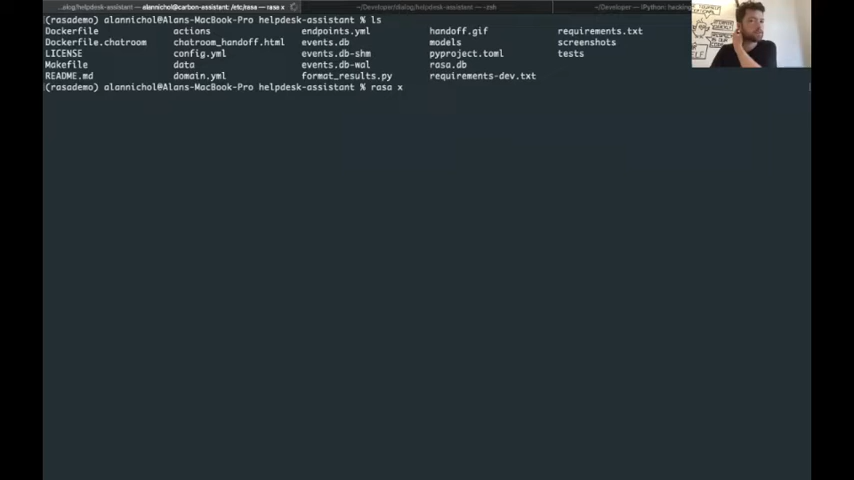 ...alog/helpdesk-assistant — -zsh
alannichol@carbon-assistant: /etc/rasa — rasa x
~/Developer/dialog/helpdesk-assistant — -zsh
~/Developer — IPython: hacking
(rasademo) alannichol@Alans-MacBook-Pro helpdesk-assistant % ls
Dockerfile actions endpoints.yml handoff.gif requirements.txt
Dockerfile.chatroom chatroom_handoff.html events.db models screenshots
LICENSE config.yml events.db-shm pyproject.toml tests
Makefile data events.db-wal rasa.db
README.md domain.yml format_results.py requirements-dev.txt
(rasademo) alannichol@Alans-MacBook-Pro helpdesk-assistant % rasa x